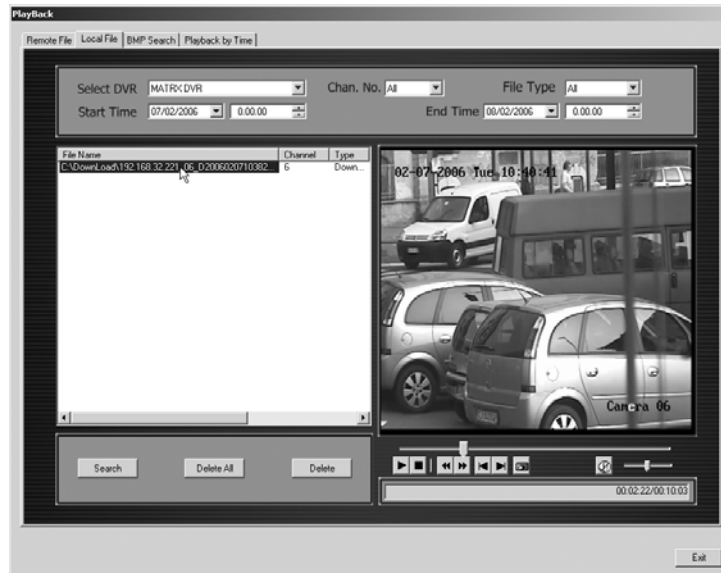 PlayBack
Remote File Local File BMP Search Playback by Time
Select DVR MATRX DVR Chan. No. All File Type All
Start Time 07/02/2006 0.00.00 End Time 08/02/2006 0.00.00
File Name Channel Type
C:\DownLoad\192.168.32.221_06_D2006020710382... 6 Down...
02-07-2006 Tue 10:40:41
Camera 06
Search Delete All Delete
00:02:22/00:10:03
Exit